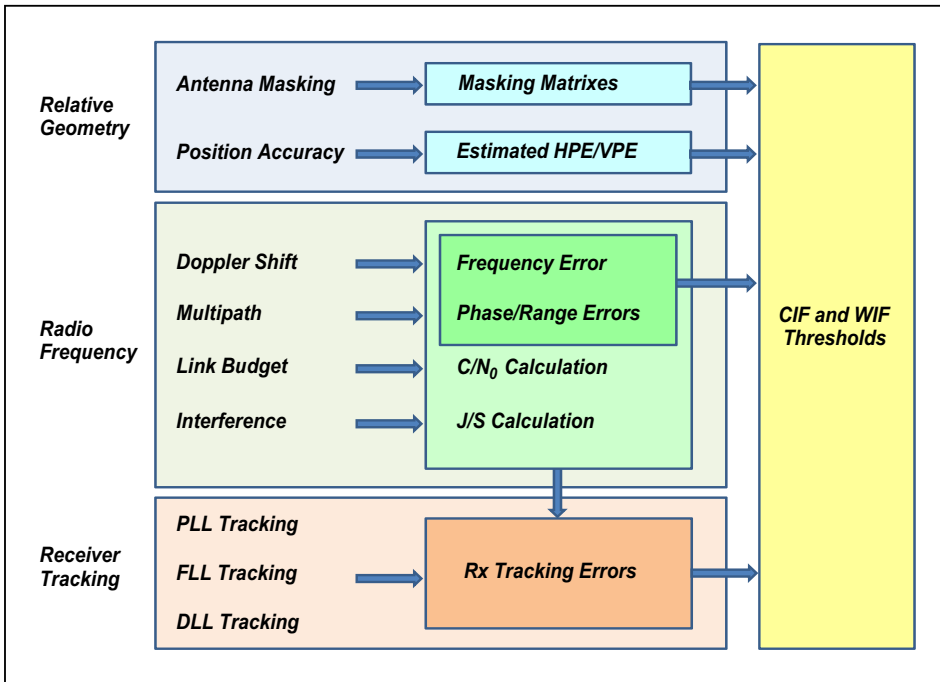 Relative
Geometry
Antenna Masking
Masking Matrixes
Position Accuracy
Estimated HPE/VPE
Radio
Frequency
Doppler Shift
Frequency Error
Multipath
Phase/Range Errors
Link Budget
C/N0 Calculation
Interference
J/S Calculation
Receiver
Tracking
PLL Tracking
FLL Tracking
DLL Tracking
Rx Tracking Errors
CIF and WIF
Thresholds